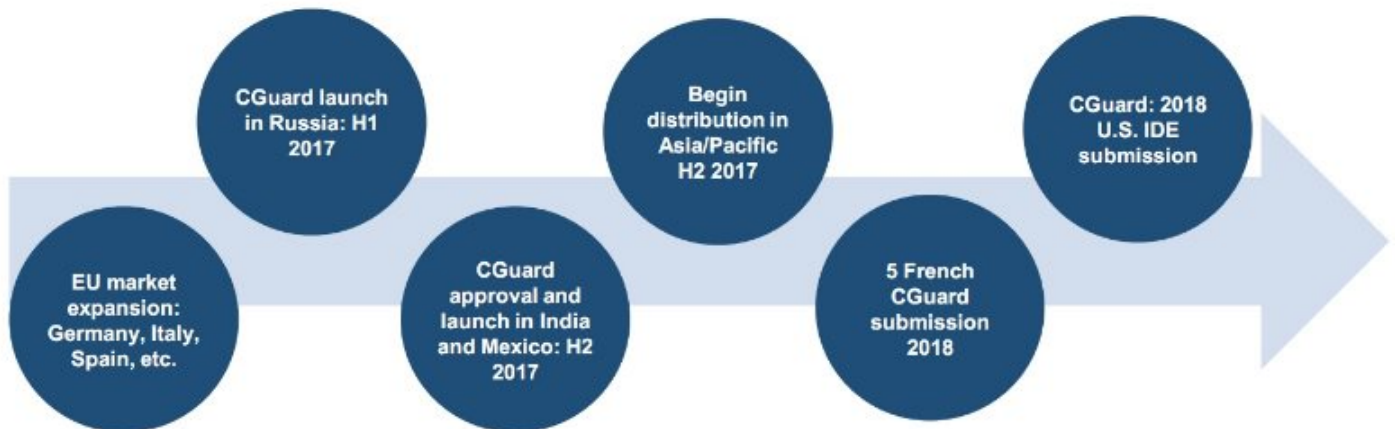 EU market
expansion:
Germany, Italy,
Spain, etc.
CGuard launch
in Russia: H1
2017
CGuard
approval and
launch in India
and Mexico: H2
2017
Begin
distribution in
Asia/Pacific
H2 2017
5 French
CGuard
submission
2018
CGuard: 2018
U.S. IDE
submission